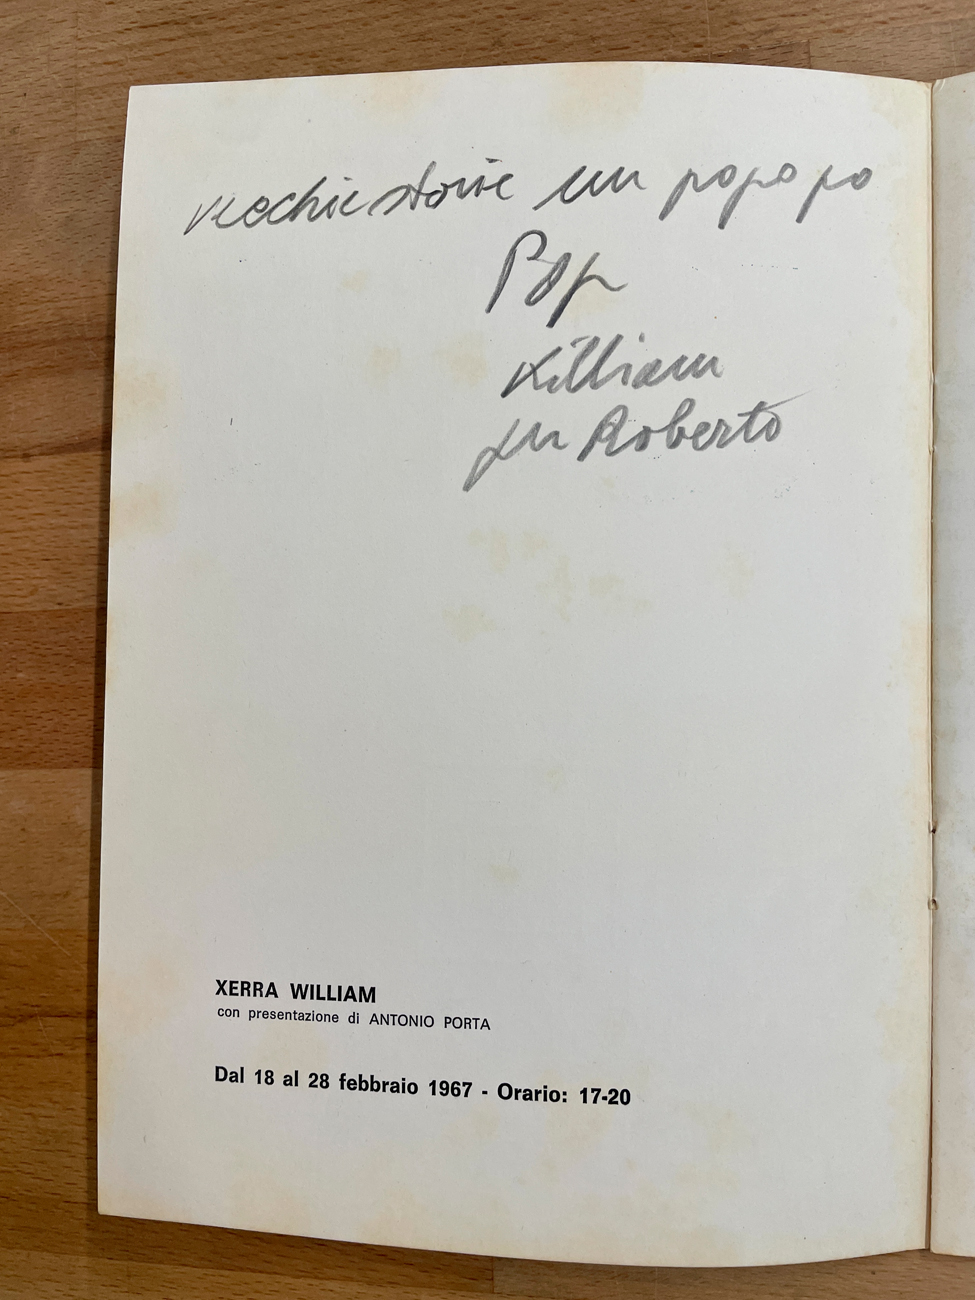 vecchie storie un popo po
Pop
William
per Roberto
XERRA WILLIAM
con presentazione di ANTONIO PORTA
Dal 18 al 28 febbraio 1967 - Orario: 17-20